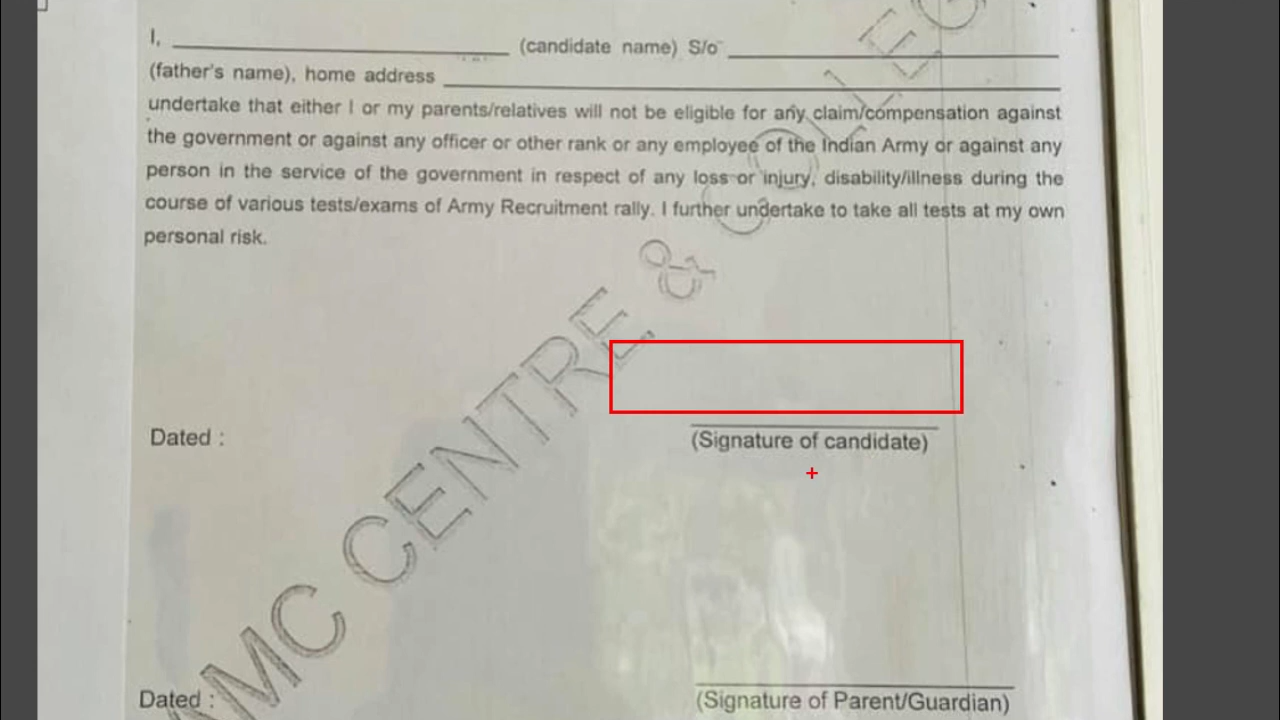 I, (candidate name) S/o
(father's name), home address
undertake that either I or my parents/relatives will not be eligible for any claim/compensation against
the government or against any officer or other rank or any employee of the Indian Army or against any
person in the service of the government in respect of any loss or injury, disability/illness during the
course of various tests/exams of Army Recruitment rally. I further undertake to take all tests at my own
personal risk.
Dated :
(Signature of candidate)
Dated :
(Signature of Parent/Guardian)
AMC CENTRE & COLLEG